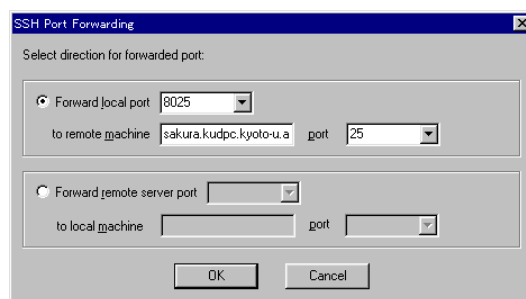 SSH Port Forwarding
Select direction for forwarded port:
Forward local port 8025
to remote machine sakura.kudpc.kyoto-u.a port 25
Forward remote server port
to local machine port
OK Cancel